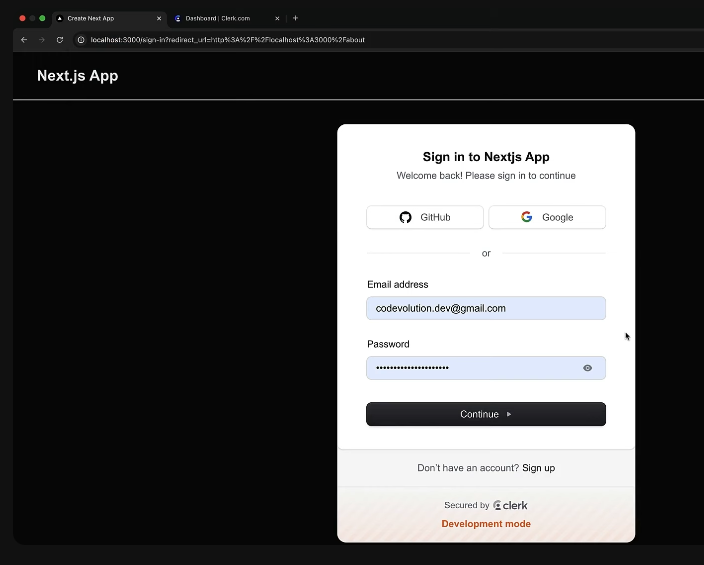 Create Next App
Dashboard | Clerk.com
localhost:3000/sign-in?redirect_url=http%3A%2F%2Flocalhost%3A3000%2Fabout
Next.js App
Sign in to Nextjs App
Welcome back! Please sign in to continue
GitHub
Google
or
Email address
codevolution.dev@gmail.com
Password
••••••••••••••••••••
Continue
Don't have an account? Sign up
Secured by clerk
Development mode